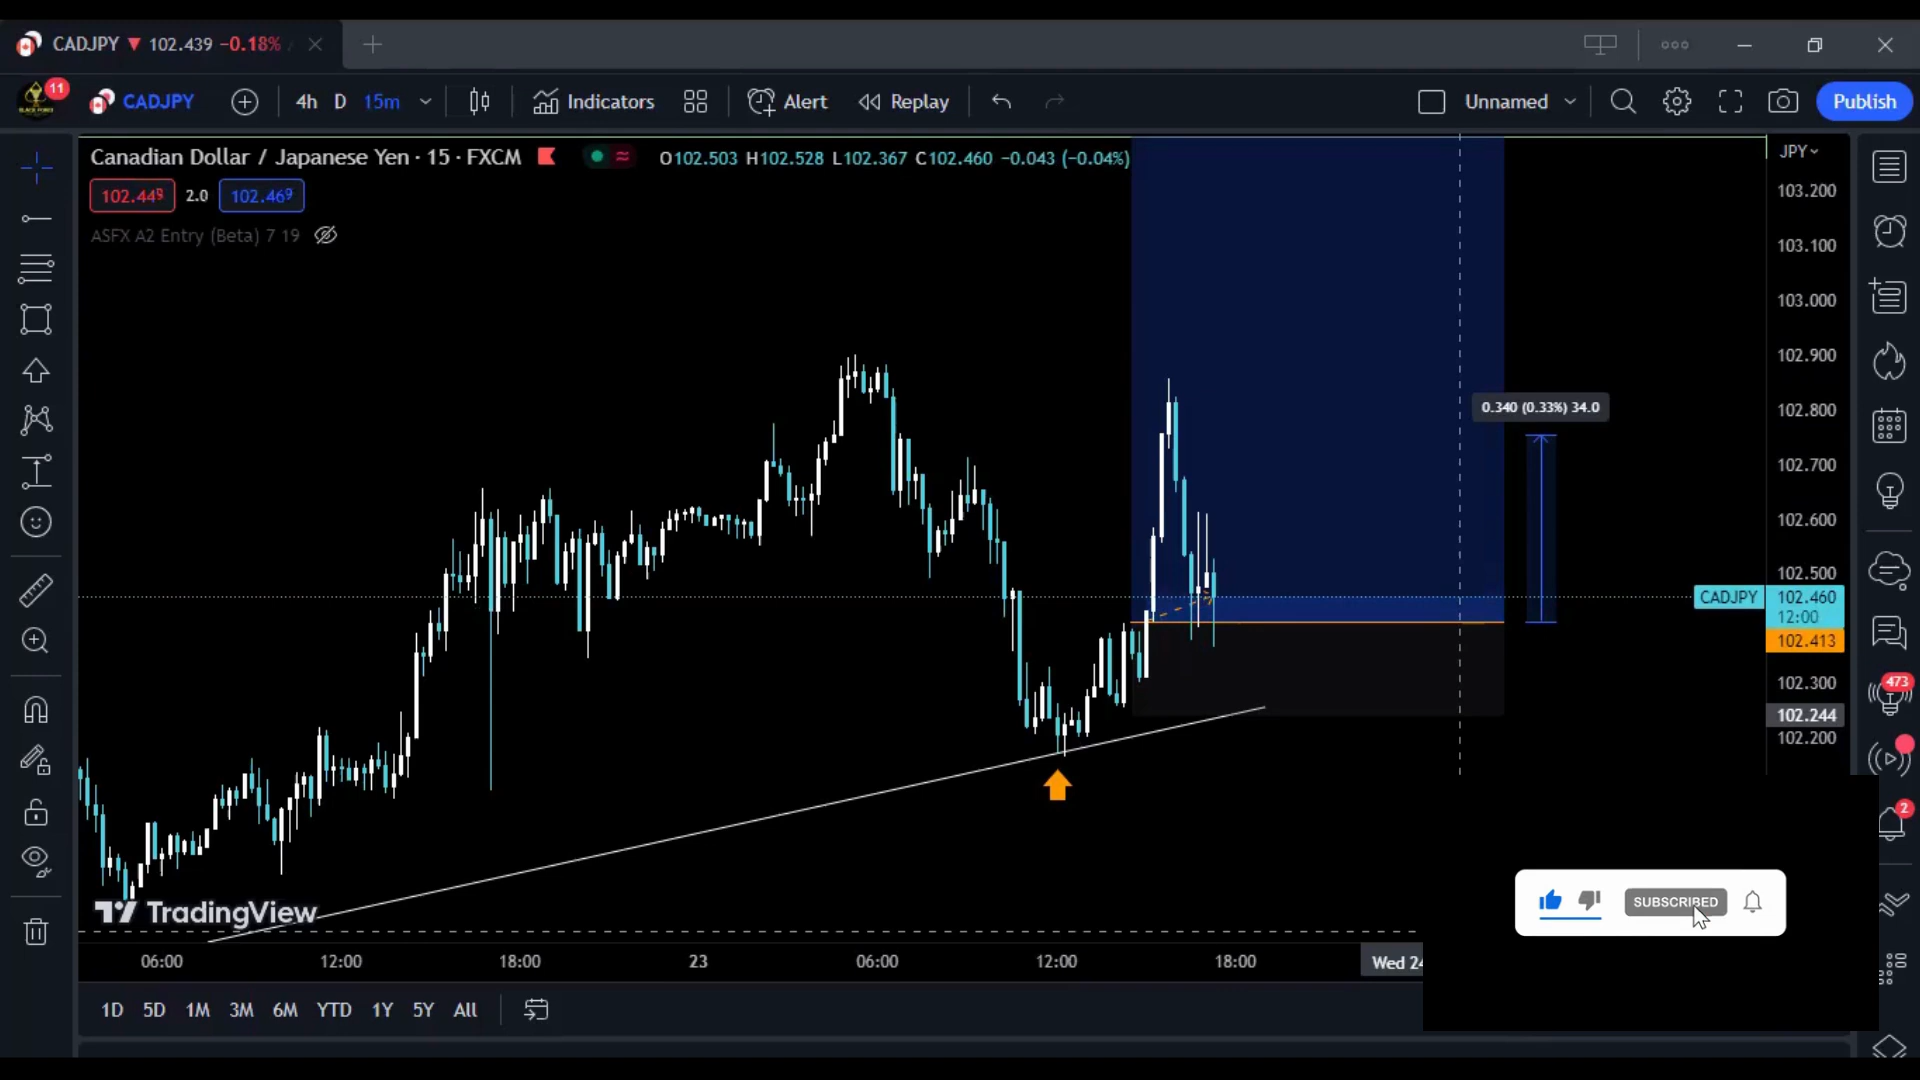 CADJPY ▼ 102.439 −0.18%
11
CADJPY
4h D 15m
Indicators
Alert
Replay
Unnamed
Publish
Canadian Dollar / Japanese Yen · 15 · FXCM
O102.503 H102.528 L102.367 C102.460 −0.043 (−0.04%)
JPY
102.449 2.0 102.469
ASFX A2 Entry (Beta) 7 19
103.200
103.100
103.000
102.900
102.800
0.340 (0.33%) 34.0
102.700
102.600
102.500
CADJPY 102.460
12:00
102.413
102.300
102.244
102.200
473
2
SUBSCRIBED
TradingView
06:00 12:00 18:00 23 06:00 12:00 18:00 Wed 24
1D 5D 1M 3M 6M YTD 1Y 5Y All